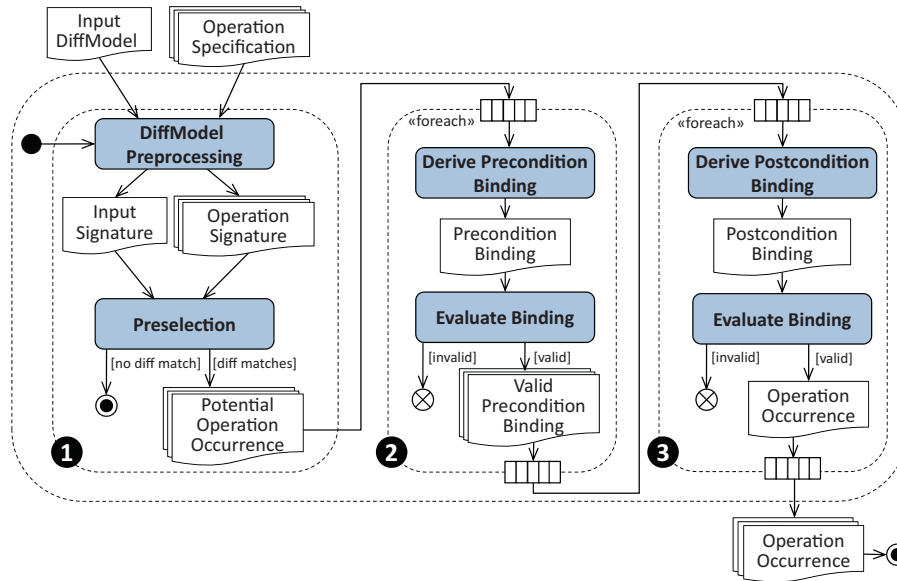 Input
DiffModel
Operation
Specification
DiffModel
Preprocessing
Input
Signature
Operation
Signature
Preselection
[no diff match]
[diff matches]
Potential
Operation
Occurrence
1
«foreach»
Derive Precondition
Binding
Precondition
Binding
Evaluate Binding
[invalid]
[valid]
Valid
Precondition
Binding
2
«foreach»
Derive Postcondition
Binding
Postcondition
Binding
Evaluate Binding
[invalid]
[valid]
Operation
Occurrence
3
Operation
Occurrence